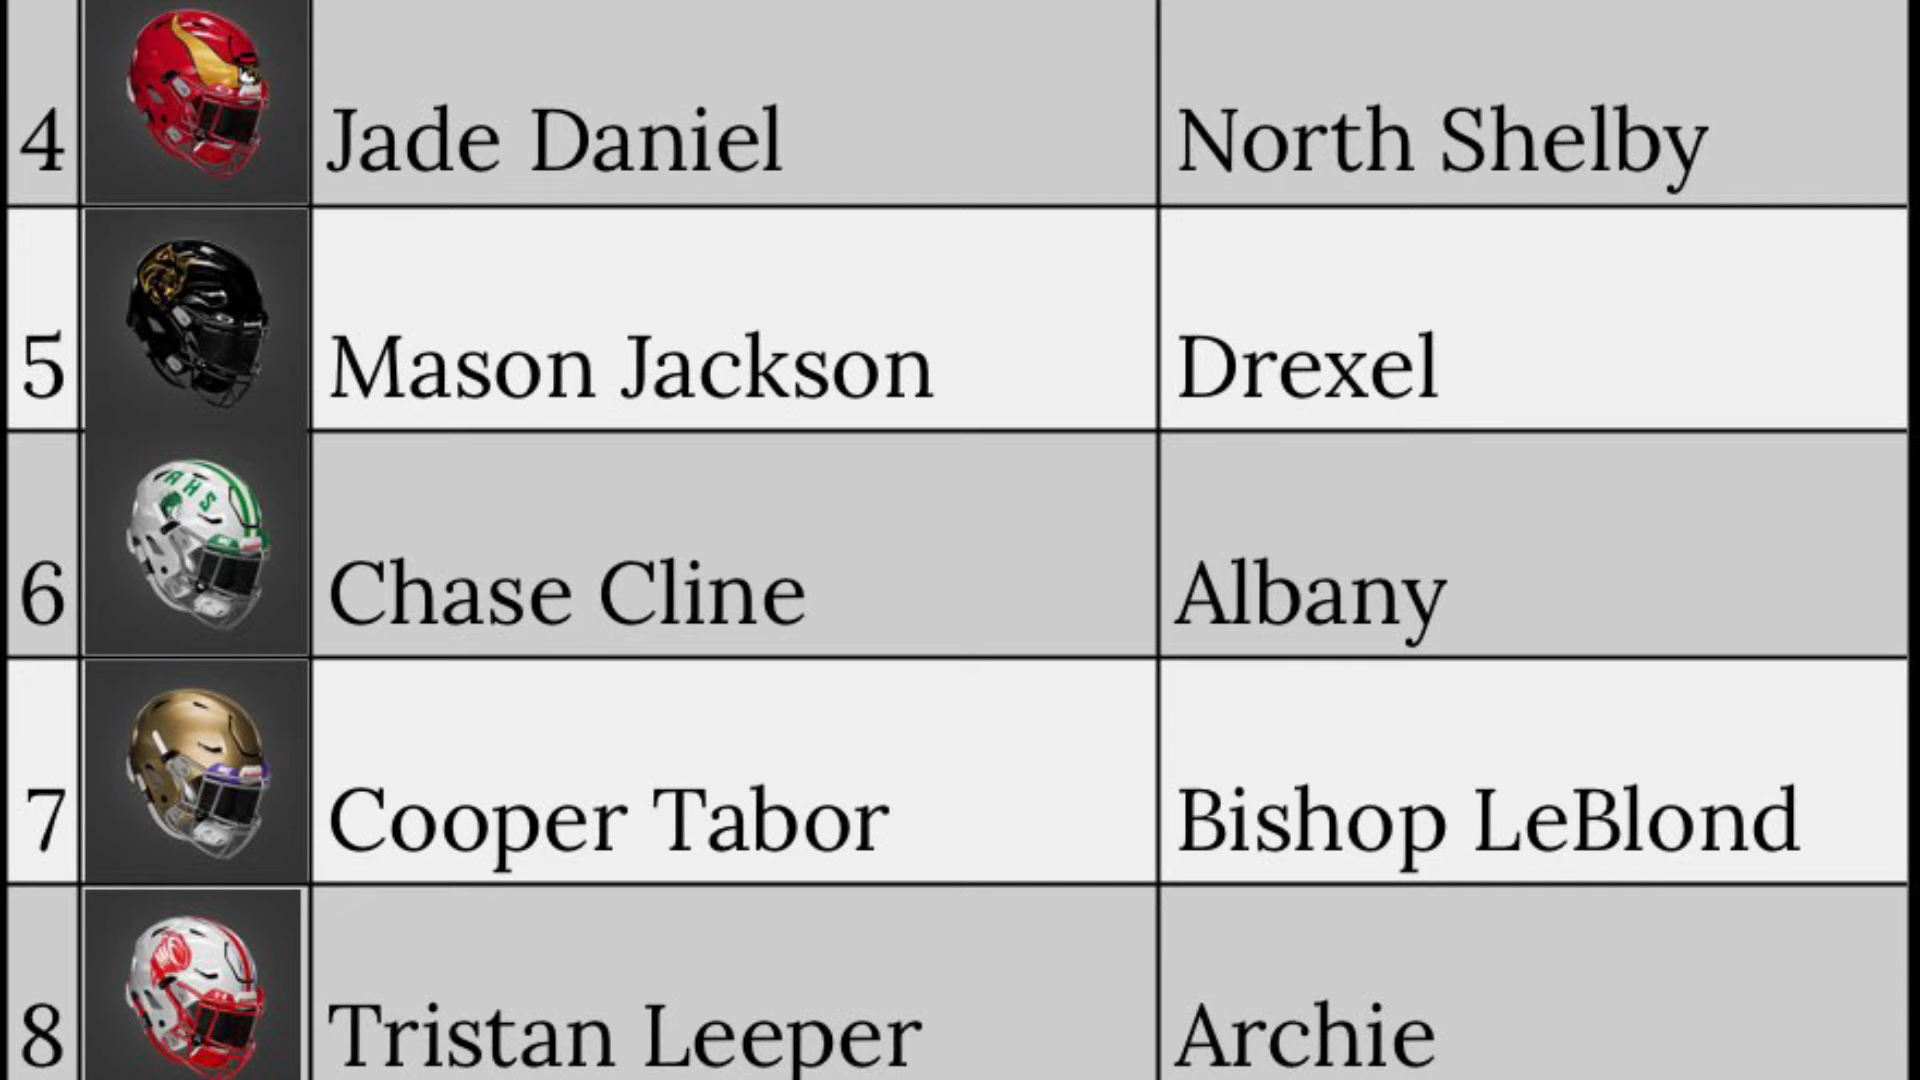 4 Jade Daniel North Shelby
5 Mason Jackson Drexel
AHS
6 Chase Cline Albany
7 Cooper Tabor Bishop LeBlond
8 Tristan Leeper Archie